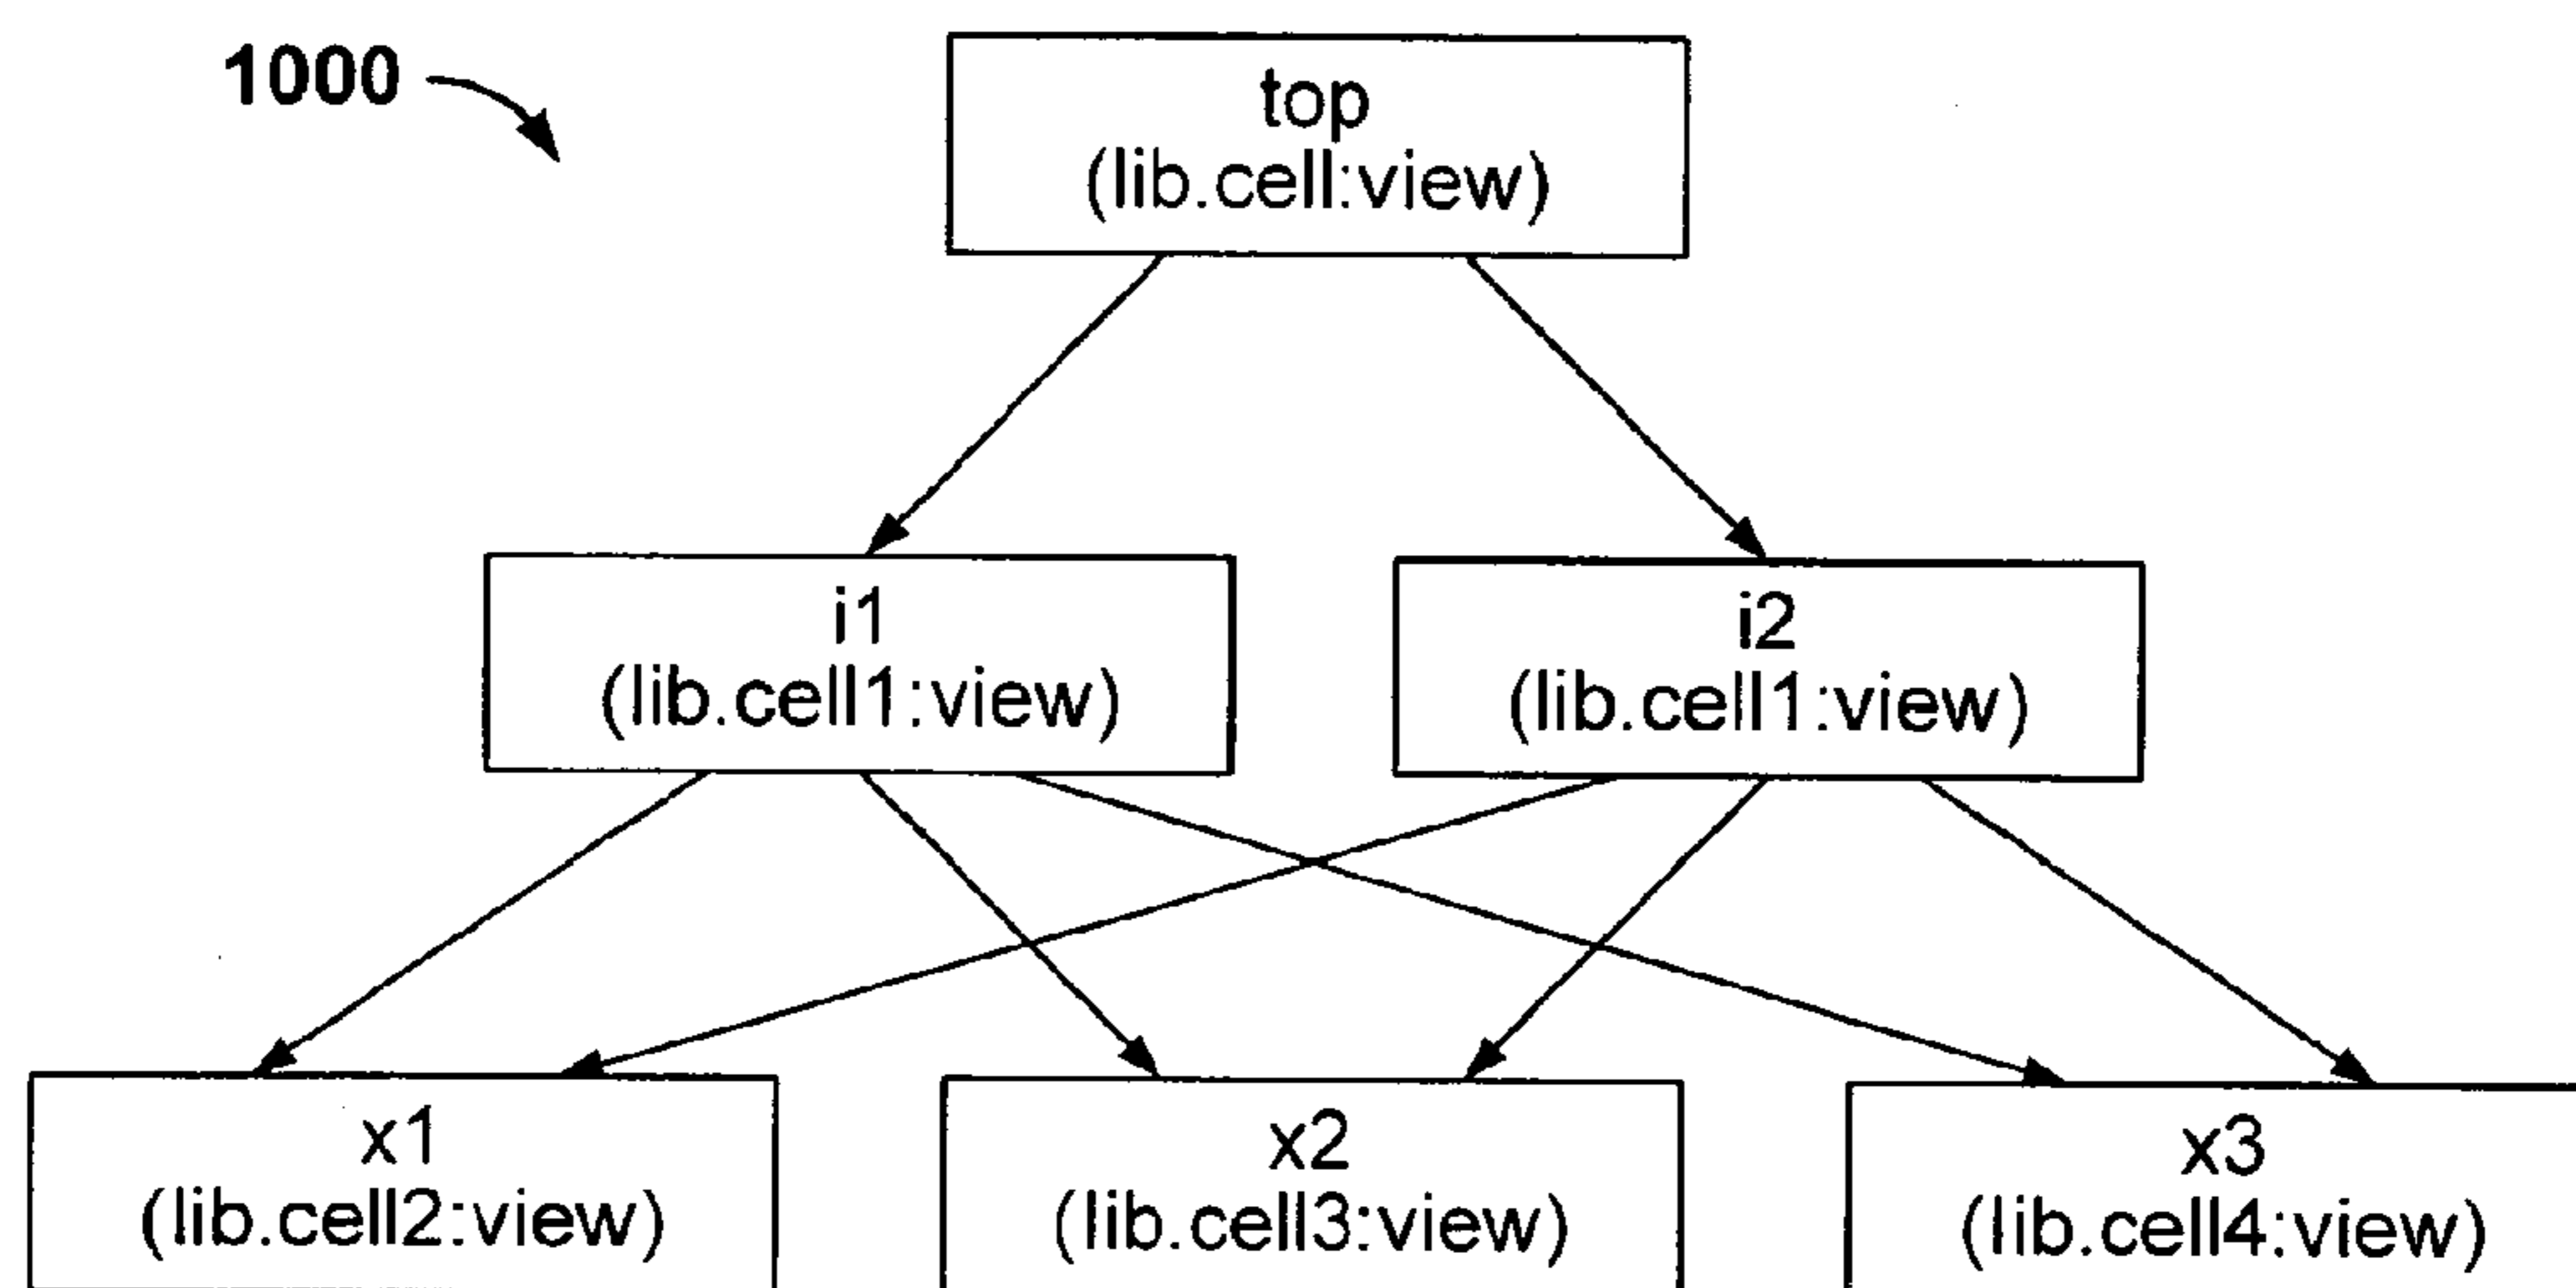 1000
top
(lib.cell:view)
i1
(lib.cell1:view)
i2
(lib.cell1:view)
x1
(lib.cell2:view)
x2
(lib.cell3:view)
x3
(lib.cell4:view)